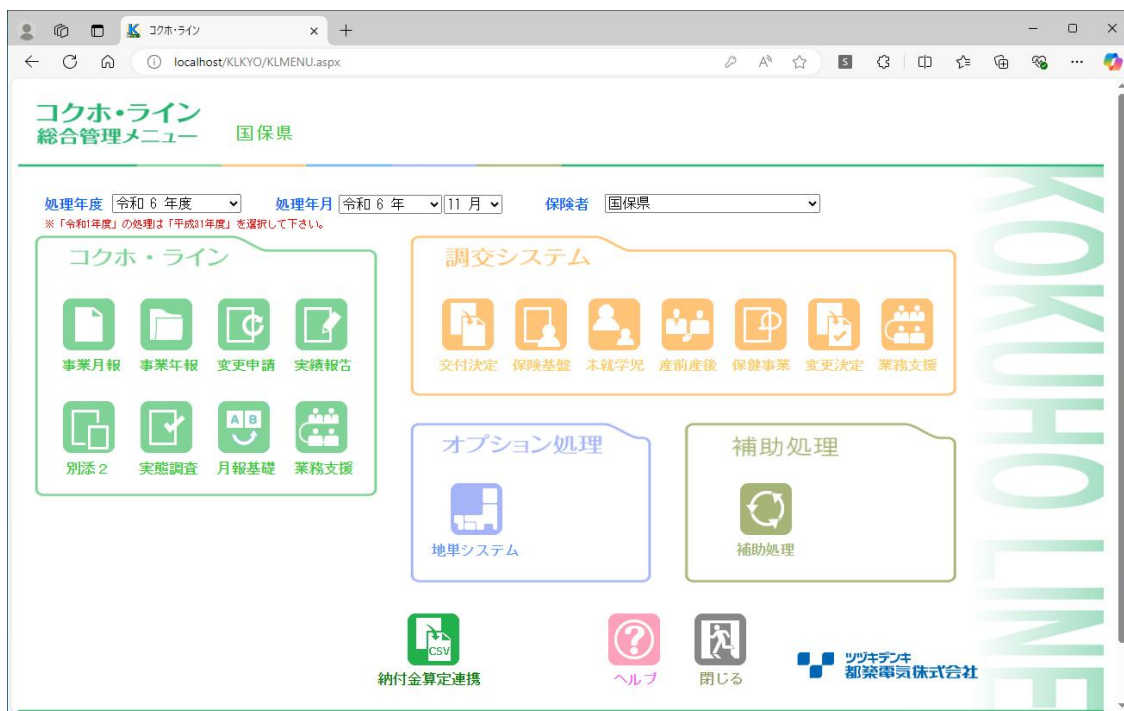 コクホ・ライン
localhost/KLKYO/KLMENU.aspx
コクホ・ライン
総合管理メニュー 国保県
処理年度 令和 6 年度 処理年月 令和 6 年 11 月 保険者 国保県
※「令和1年度」の処理は「平成31年度」を選択して下さい。
コクホ・ライン
事業月報 事業年報 変更申請 実績報告
別添2 実態調査 月報基礎 業務支援
調交システム
交付決定 保険基盤 未就学児 産前産後 保健事業 変更決定 業務支援
オプション処理
地単システム
補助処理
補助処理
CSV
納付金算定連携
ヘルプ
閉じる
ツヅキデンキ
都築電気株式会社
KOKUHO LINE